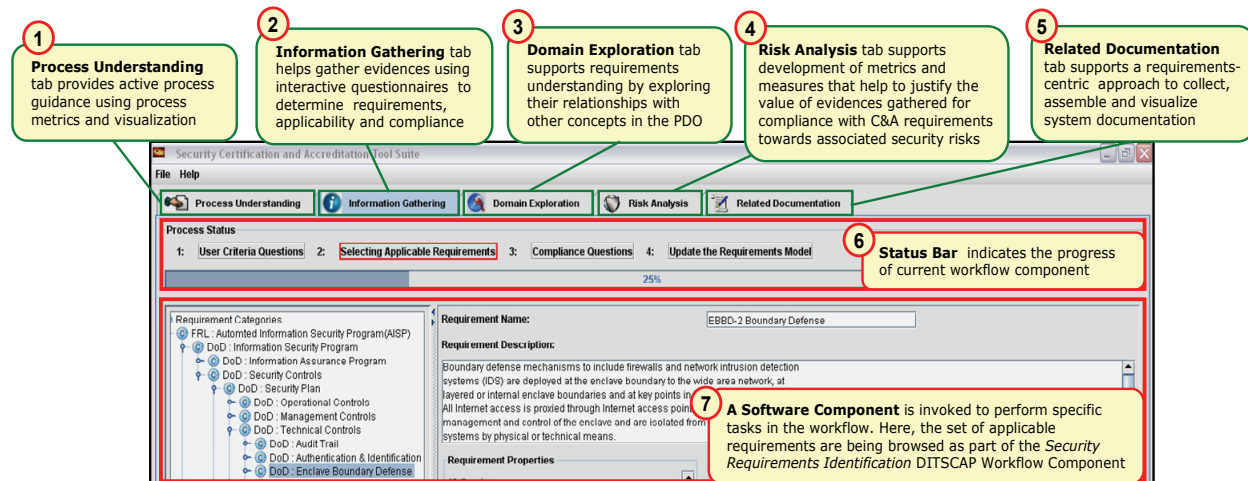 1
Process Understanding
tab provides active process
guidance using process
metrics and visualization
2
Information Gathering tab
helps gather evidences using
interactive questionnaires to
determine requirements,
applicability and compliance
3
Domain Exploration tab
supports requirements
understanding by exploring
their relationships with
other concepts in the PDO
4
Risk Analysis tab supports
development of metrics and
measures that help to justify the
value of evidences gathered for
compliance with C&A requirements
towards associated security risks
5
Related Documentation
tab supports a requirements-
centric approach to collect,
assemble and visualize
system documentation
Security Certification and Accreditation Tool Suite
File Help
Process Understanding Information Gathering Domain Exploration Risk Analysis Related Documentation
Process Status
1: User Criteria Questions 2: Selecting Applicable Requirements 3: Compliance Questions 4: Update the Requirements Model
25%
6
Status Bar indicates the progress
of current workflow component
Requirement Categories
FRL : Automted Information Security Program(AISP)
DoD : Information Security Program
DoD : Information Assurance Program
DoD : Security Controls
DoD : Security Plan
DoD : Operational Controls
DoD : Management Controls
DoD : Technical Controls
DoD : Audit Trail
DoD : Authentication & Identification
DoD : Enclave Boundary Defense
Requirement Name: EBBD-2 Boundary Defense
Requirement Description:
Boundary defense mechanisms to include firewalls and network intrusion detection
systems (IDS) are deployed at the enclave boundary to the wide area network, at
layered or internal enclave boundaries and at key points in
All Internet access is proxied through Internet access poin
management and control of the enclave and are isolated from
systems by physical or technical means.
Requirement Properties
7
A Software Component is invoked to perform specific
tasks in the workflow. Here, the set of applicable
requirements are being browsed as part of the Security
Requirements Identification DITSCAP Workflow Component